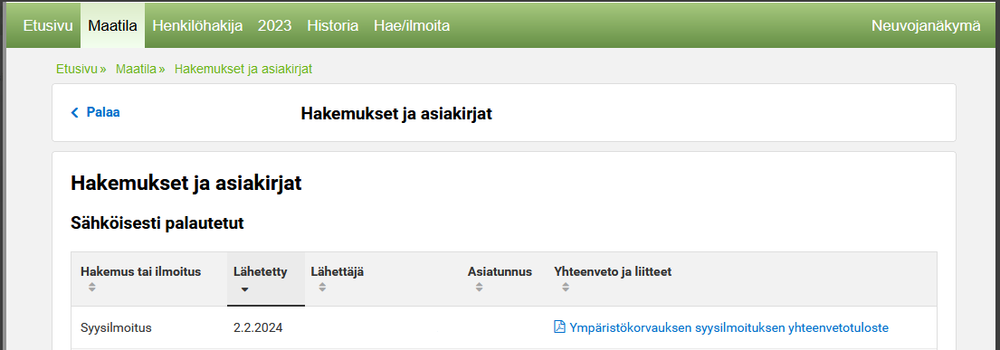 Etusivu Maatila Henkilöhakija 2023 Historia Hae/ilmoita Neuvojanäkymä
Etusivu» Maatila» Hakemukset ja asiakirjat
Palaa Hakemukset ja asiakirjat
Hakemukset ja asiakirjat
Sähköisesti palautetut
Hakemus tai ilmoitus Lähetetty Lähettäjä Asiatunnus Yhteenveto ja liitteet
Syysilmoitus 2.2.2024 Ympäristökorvauksen syysilmoituksen yhteenvetotuloste